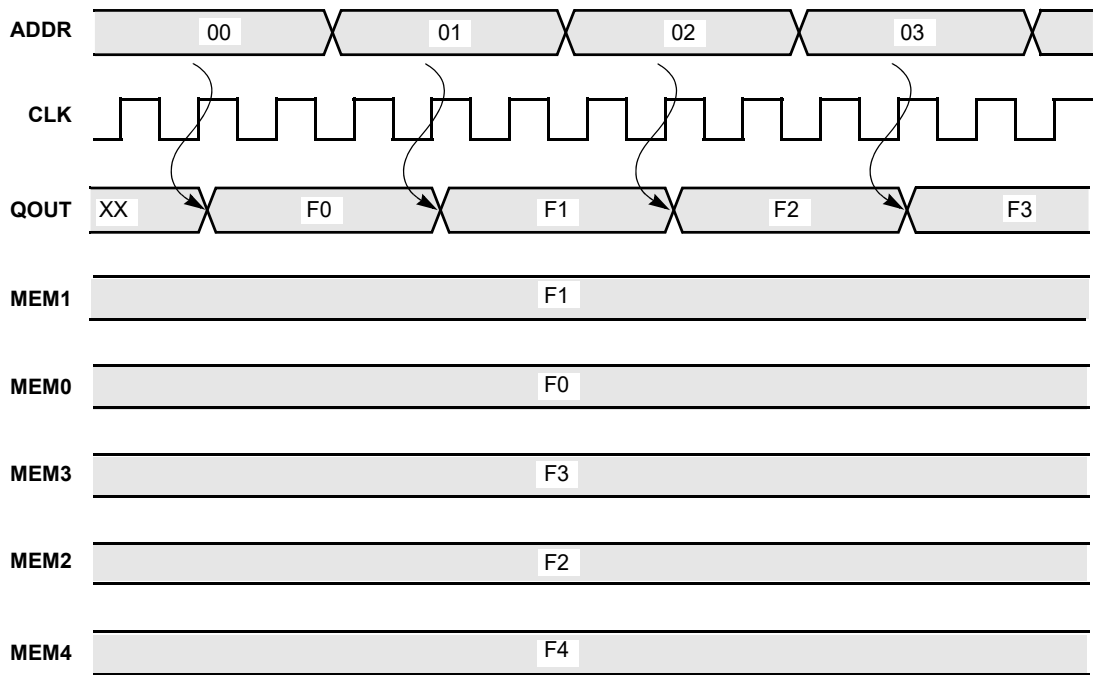 ADDR 00 01 02 03
CLK
QOUT XX F0 F1 F2 F3
MEM1 F1
MEM0 F0
MEM3 F3
MEM2 F2
MEM4 F4